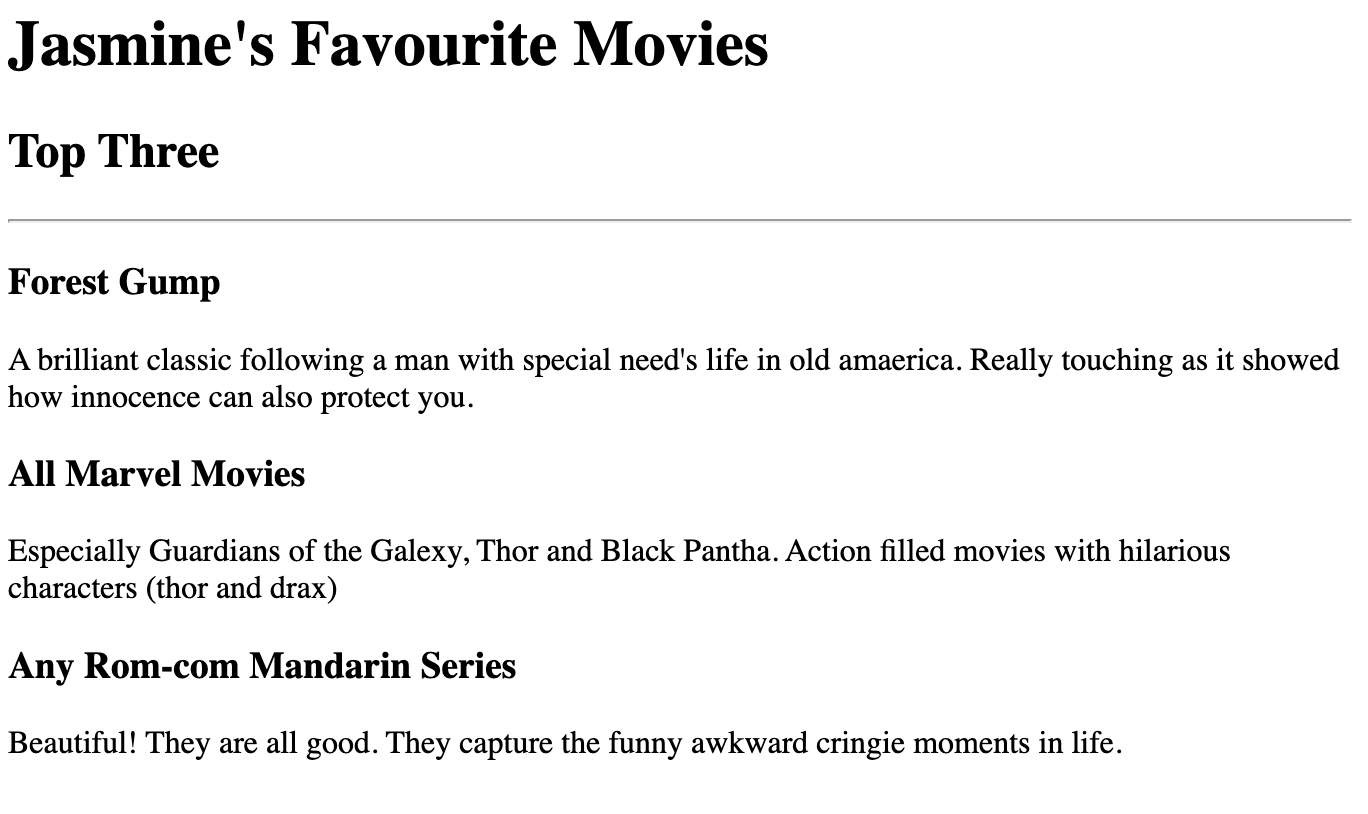 Jasmine's Favourite Movies
Top Three
Forest Gump
A brilliant classic following a man with special need's life in old amaerica. Really touching as it showed
how innocence can also protect you.
All Marvel Movies
Especially Guardians of the Galexy, Thor and Black Pantha. Action filled movies with hilarious
characters (thor and drax)
Any Rom-com Mandarin Series
Beautiful! They are all good. They capture the funny awkward cringie moments in life.